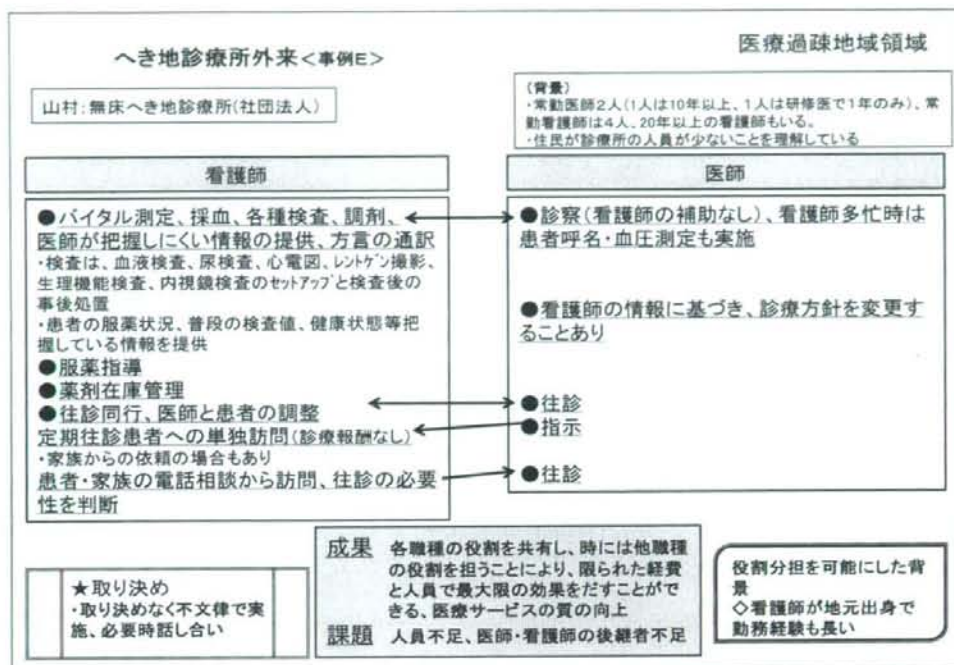 へき地診療所外来<事例E>
医療過疎地域領域
山村:無床へき地診療所(社団法人)
(背景)
・常勤医師2人(1人は10年以上、1人は研修医で1年のみ)、常
勤看護師は4人、20年以上の看護師もいる。
・住民が診療所の人員が少ないことを理解している
看護師
●バイタル測定、採血、各種検査、調剤、
医師が把握しにくい情報の提供、方言の通訳
・検査は、血液検査、尿検査、心電図、レントゲン撮影、
生理機能検査、内視鏡検査のセットアップと検査後の
事後処置
・患者の服薬状況、普段の検査値、健康状態等把
握している情報を提供
●服薬指導
●薬剤在庫管理
●往診同行、医師と患者の調整
定期往診患者への単独訪問(診療報酬なし)
・家族からの依頼の場合もあり
患者・家族の電話相談から訪問、往診の必要
性を判断
医師
●診察(看護師の補助なし)、看護師多忙時は
患者呼名・血圧測定も実施
●看護師の情報に基づき、診療方針を変更す
ることあり
●往診
●指示
●往診
★取り決め
・取り決めなく不文律で実
施、必要時話し合い
成果 各職種の役割を共有し、時には他職種
の役割を担うことにより、限られた経費
と人員で最大限の効果をだすことがで
きる、医療サービスの質の向上
課題 人員不足、医師・看護師の後継者不足
役割分担を可能にした背
景
◇看護師が地元出身で
勤務経験も長い